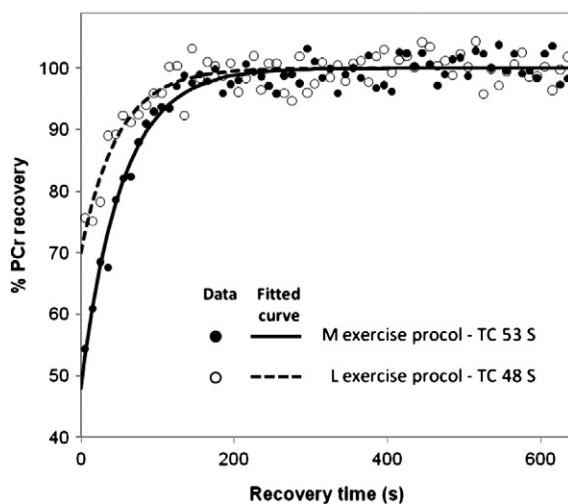 100
90
80
70
60
50
40
% PCr recovery
Data Fitted curve
M exercise procol - TC 53 S
L exercise procol - TC 48 S
0 200 400 600
Recovery time (s)